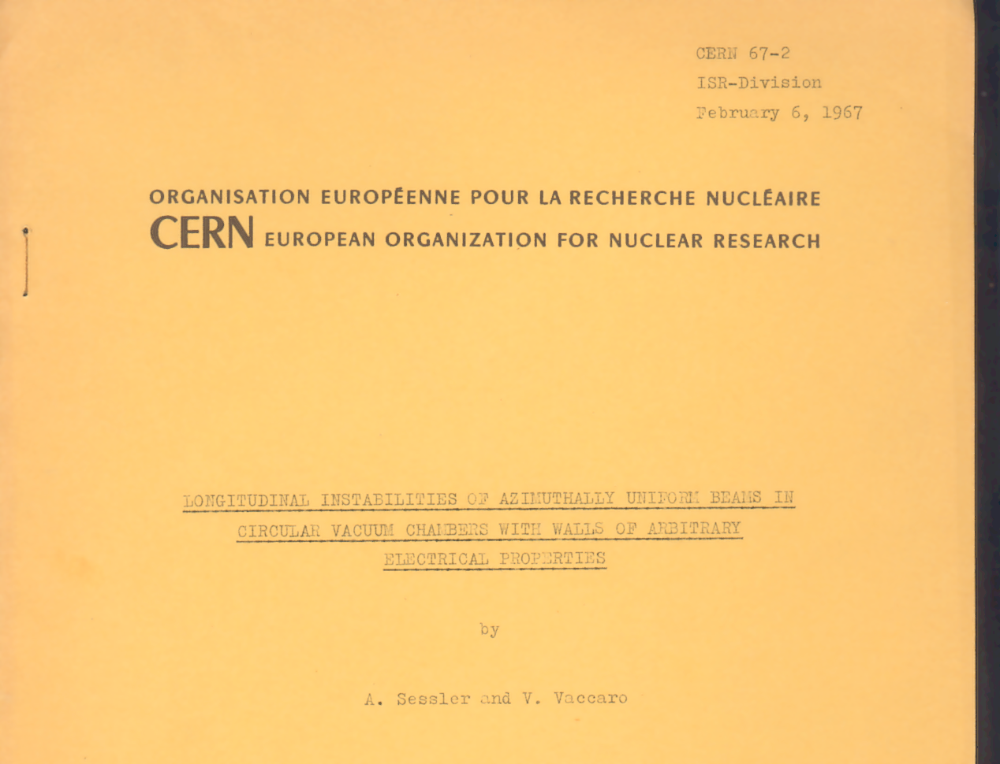 CERN 67-2
ISR-Division
February 6, 1967
ORGANISATION EUROPÉENNE POUR LA RECHERCHE NUCLÉAIRE
CERN EUROPEAN ORGANIZATION FOR NUCLEAR RESEARCH
LONGITUDINAL INSTABILITIES OF AZIMUTHALLY UNIFORM BEAMS IN
CIRCULAR VACUUM CHAMBERS WITH WALLS OF ARBITRARY
ELECTRICAL PROPERTIES
by
A. Sessler and V. Vaccaro